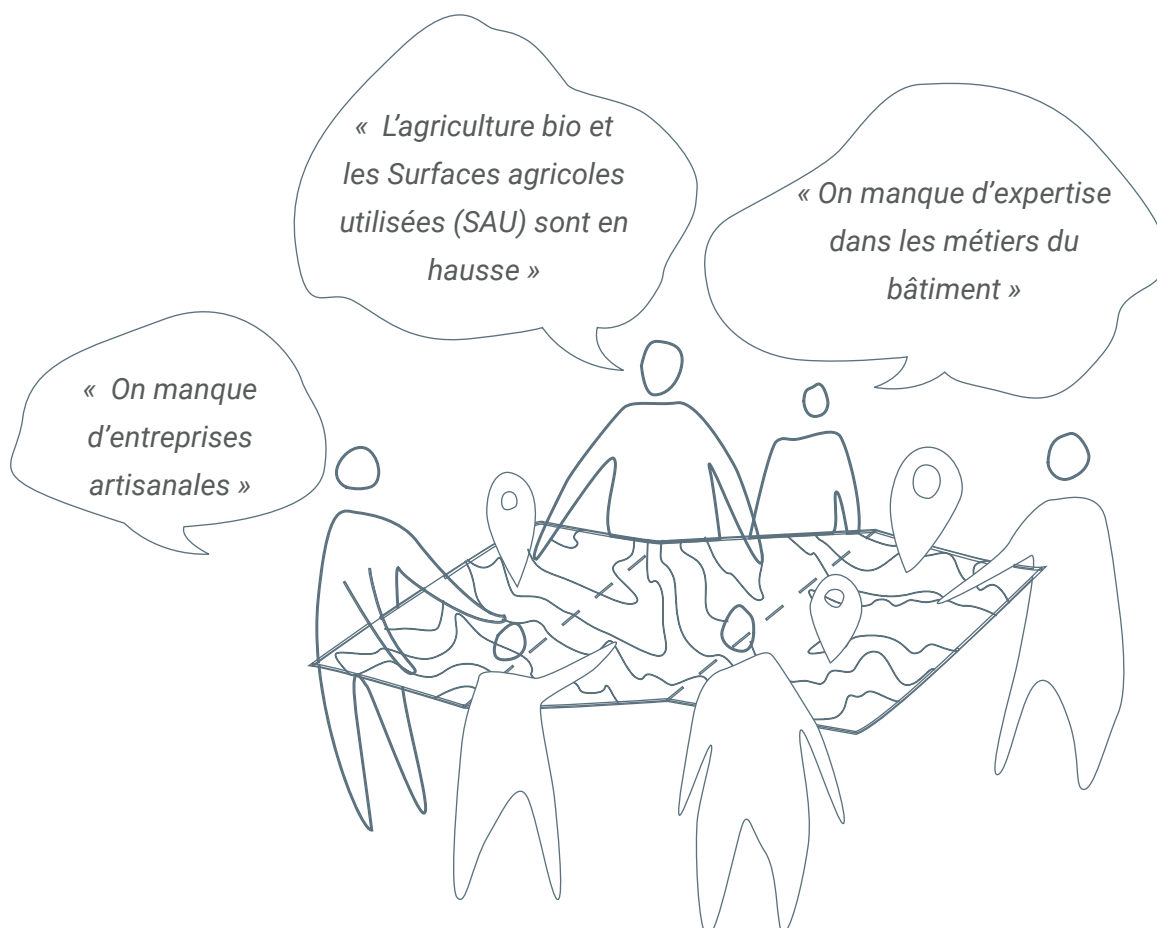 «  L’agriculture bio et
les Surfaces agricoles
utilisées (SAU) sont en
hausse »
« On manque d’expertise
dans les métiers du
bâtiment »
«  On manque
d’entreprises
artisanales »